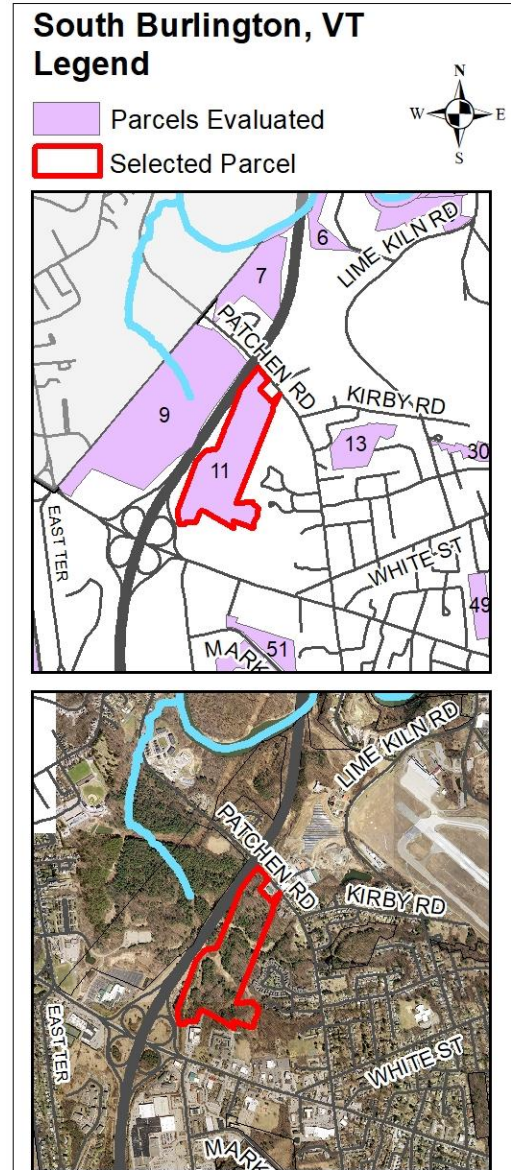 South Burlington, VT
Legend
N
W E
S
Parcels Evaluated
Selected Parcel
6
LIME KILN RD
7
PATCHEN RD
9
KIRBY RD
13
30
11
EAST TER
WHITE ST
49
51
MARK
LIME KILN RD
PATCHEN RD
KIRBY RD
EAST TER
WHITE ST
MARK